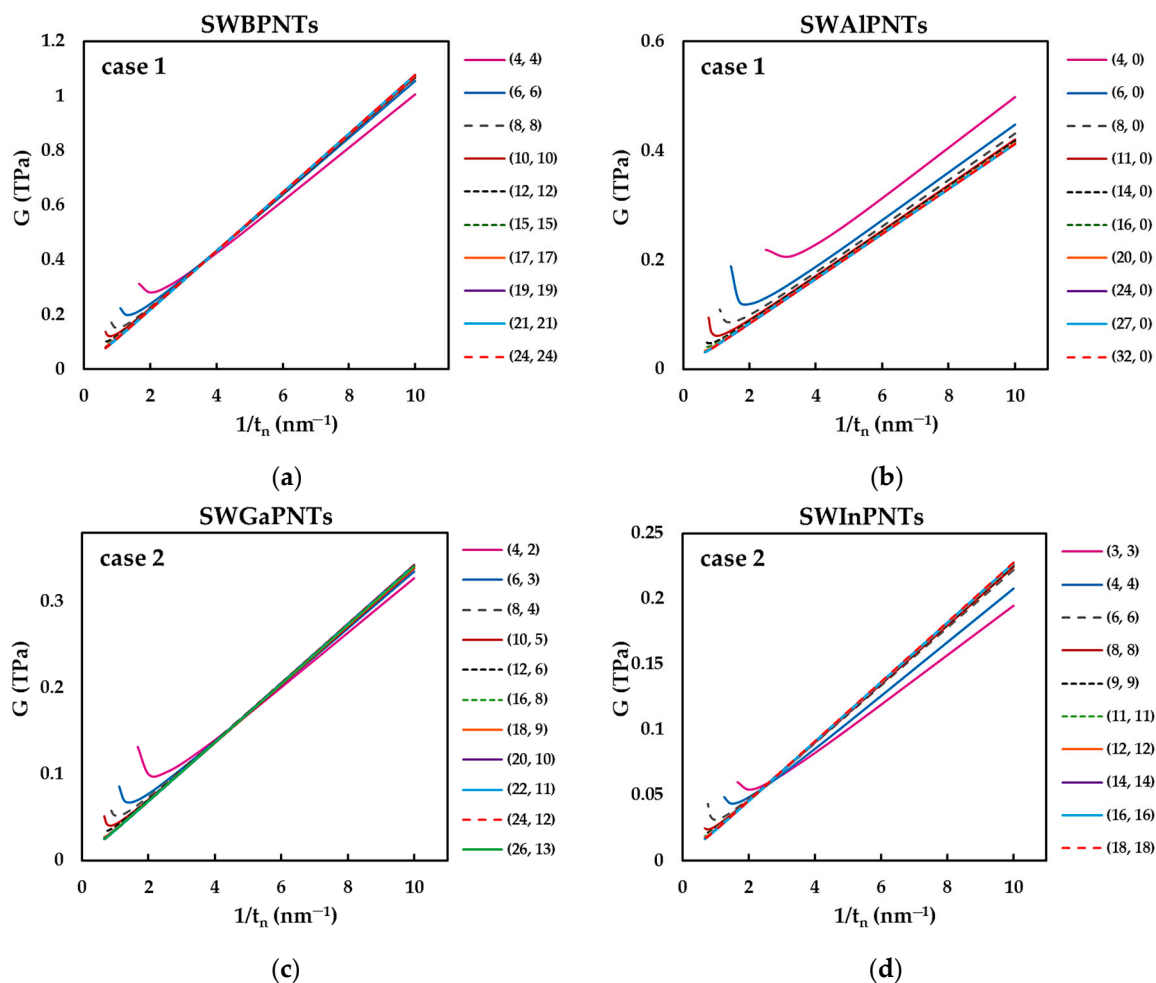 SWBPNTs
case 1
G (TPa)
1.2
1
0.8
0.6
0.4
0.2
0
0 2 4 6 8 10
1/tn (nm−1)
(4, 4)
(6, 6)
(8, 8)
(10, 10)
(12, 12)
(15, 15)
(17, 17)
(19, 19)
(21, 21)
(24, 24)
(a)
SWAlPNTs
case 1
G (TPa)
0.6
0.4
0.2
0
0 2 4 6 8 10
1/tn (nm−1)
(4, 0)
(6, 0)
(8, 0)
(11, 0)
(14, 0)
(16, 0)
(20, 0)
(24, 0)
(27, 0)
(32, 0)
(b)
SWGaPNTs
case 2
G (TPa)
0.3
0.2
0.1
0
0 2 4 6 8 10
1/tn (nm−1)
(4, 2)
(6, 3)
(8, 4)
(10, 5)
(12, 6)
(16, 8)
(18, 9)
(20, 10)
(22, 11)
(24, 12)
(26, 13)
(c)
SWInPNTs
case 2
G (TPa)
0.25
0.2
0.15
0.1
0.05
0
0 2 4 6 8 10
1/tn (nm−1)
(3, 3)
(4, 4)
(6, 6)
(8, 8)
(9, 9)
(11, 11)
(12, 12)
(14, 14)
(16, 16)
(18, 18)
(d)